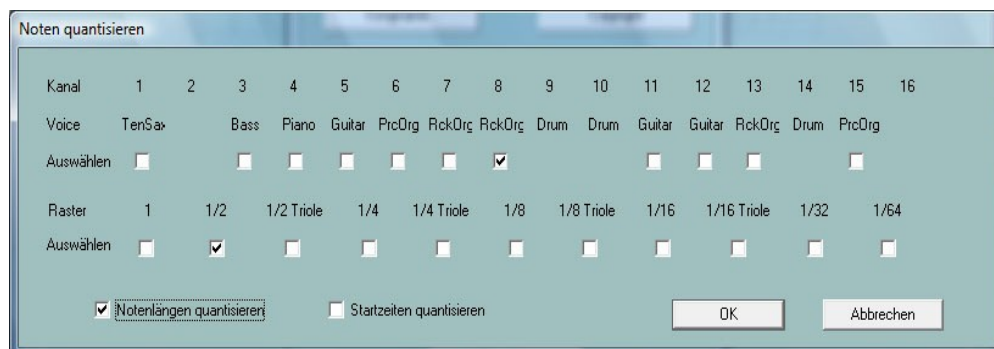 Noten quantisieren
Kanal 1 2 3 4 5 6 7 8 9 10 11 12 13 14 15 16
Voice TenSax Bass Piano Guitar PrcOrg RckOrg RckOrg Drum Drum Guitar Guitar RckOrg Drum PrcOrg
Auswählen
Raster 1 1/2 1/2 Triole 1/4 1/4 Triole 1/8 1/8 Triole 1/16 1/16 Triole 1/32 1/64
Auswählen
Notenlängen quantisieren Startzeiten quantisieren OK Abbrechen